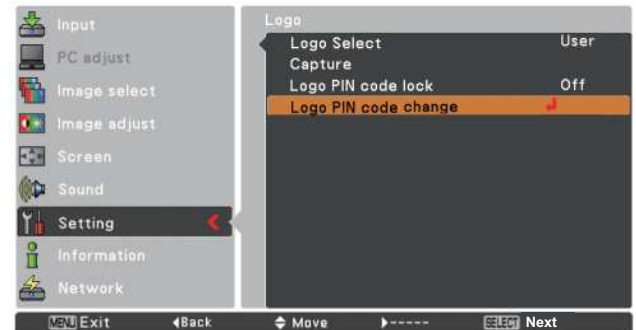 Input
PC adjust
Image select
Image adjust
Screen
Sound
Setting
Information
Network
Logo
Logo Select User
Capture
Logo PIN code lock Off
Logo PIN code change
MENU Exit Back Move ----- SELECT Next